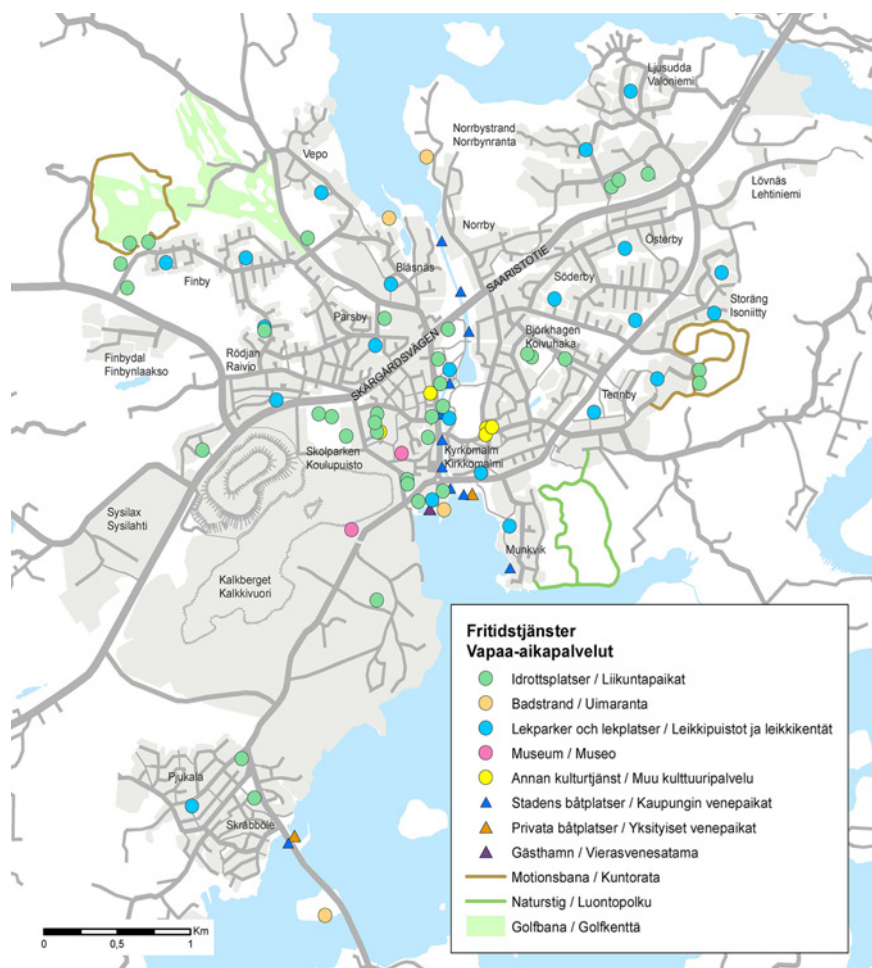 Ljusudda
Valoniemi
Norrbystrand
Norrbynranta
Vepo
Lövnäs
Lehtiniemi
Norrby
Österby
SAARISTOTIE
Bläsnäs
Finby
Söderby
Storäng
Isoniitty
Pärsby
Björkhagen
Koivuhaka
Finbydal
Finbynlaakso
Rödjan
Raivio
SKÄRGÅRDSVÄGEN
Tennby
Skolparken
Koulupuisto
Kyrkomalm
Kirkkomalmi
Sysilax
Sysilahti
Munkvik
Kalkberget
Kalkkivuori
Fritidstjänster
Vapaa-aikapalvelut
Idrottsplatser / Liikuntapaikat
Badstrand / Uimaranta
Lekparker och lekplatser / Leikkipuistot ja leikkikentät
Museum / Museo
Annan kulturtjänst / Muu kulttuuripalvelu
Stadens båtplatser / Kaupungin venepaikat
Privata båtplatser / Yksityiset venepaikat
Gästhamn / Vierasvenesatama
Motionsbana / Kuntorata
Naturstig / Luontopolku
Golfbana / Golfkenttä
Pjukala
Skräbböle
Km
0 0,5 1